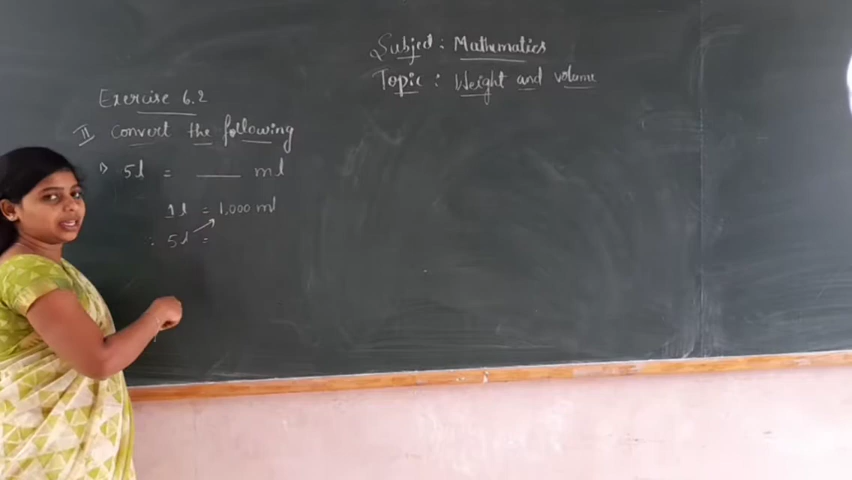 Subject : Mathematics
Topic : Weight and volume
Exercise 6.2
II Convert the following
1) 5l = ___ ml
1l = 1,000 ml
∴ 5l =